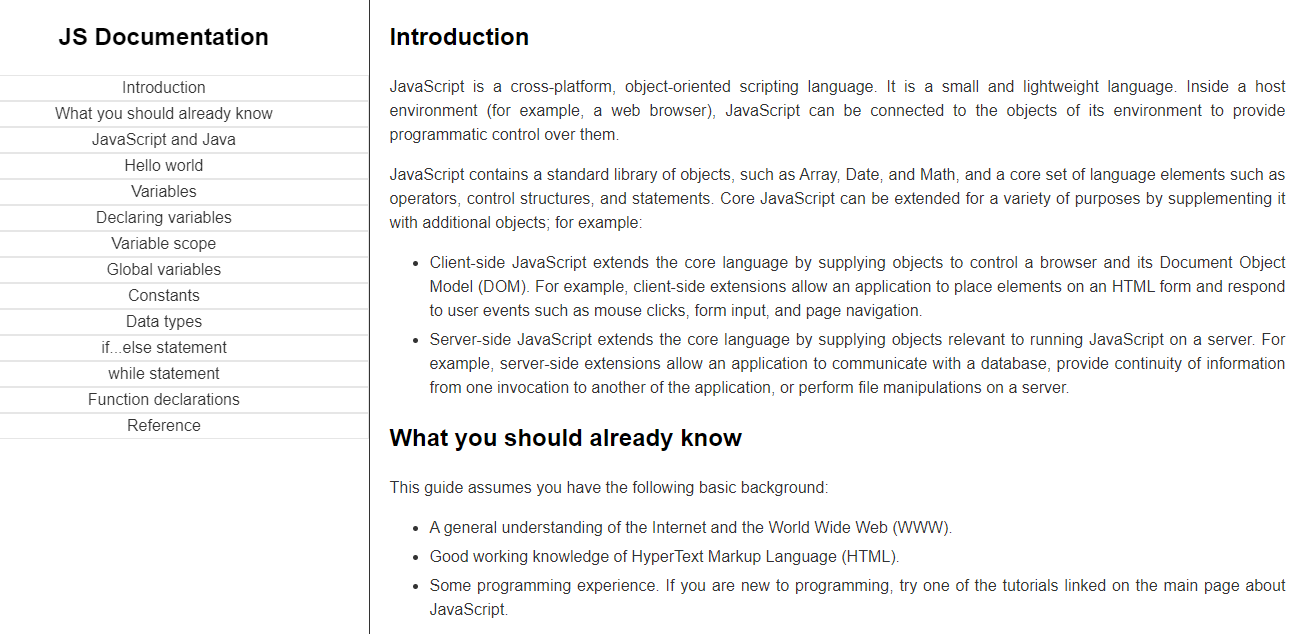 JS Documentation
Introduction
What you should already know
JavaScript and Java
Hello world
Variables
Declaring variables
Variable scope
Global variables
Constants
Data types
if...else statement
while statement
Function declarations
Reference
Introduction
JavaScript is a cross-platform, object-oriented scripting language. It is a small and lightweight language. Inside a host
environment (for example, a web browser), JavaScript can be connected to the objects of its environment to provide
programmatic control over them.
JavaScript contains a standard library of objects, such as Array, Date, and Math, and a core set of language elements such as
operators, control structures, and statements. Core JavaScript can be extended for a variety of purposes by supplementing it
with additional objects; for example:
• Client-side JavaScript extends the core language by supplying objects to control a browser and its Document Object
Model (DOM). For example, client-side extensions allow an application to place elements on an HTML form and respond
to user events such as mouse clicks, form input, and page navigation.
• Server-side JavaScript extends the core language by supplying objects relevant to running JavaScript on a server. For
example, server-side extensions allow an application to communicate with a database, provide continuity of information
from one invocation to another of the application, or perform file manipulations on a server.
What you should already know
This guide assumes you have the following basic background:
• A general understanding of the Internet and the World Wide Web (WWW).
• Good working knowledge of HyperText Markup Language (HTML).
• Some programming experience. If you are new to programming, try one of the tutorials linked on the main page about
JavaScript.